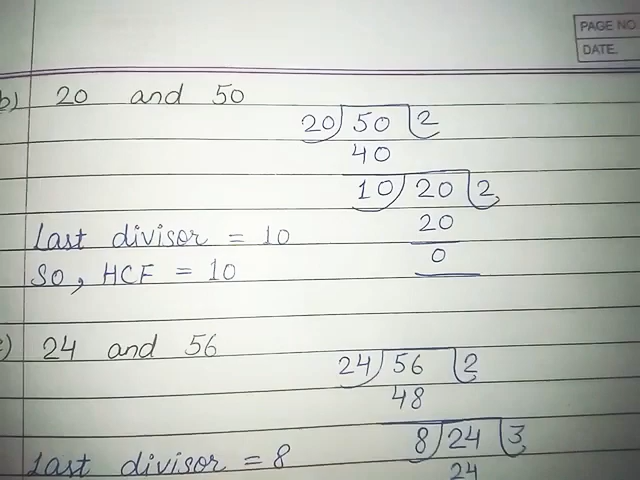 PAGE NO
DATE.
b) 20 and 50
20) 50 (2
40
10) 20 (2
20
0
Last divisor = 10
So, HCF = 10
c) 24 and 56
24) 56 (2
48
8) 24 (3
24
Last divisor = 8